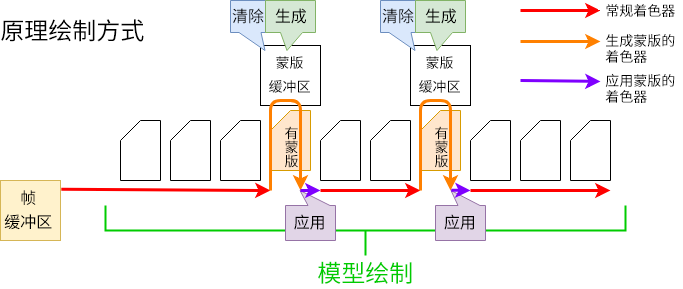 清除
生成
清除
生成
常规着色器
原理绘制方式
生成蒙版的
着色器
蒙版
缓冲区
蒙版
缓冲区
应用蒙版的
着色器
有
蒙
版
有
蒙
版
帧
缓冲区
应用
应用
模型绘制